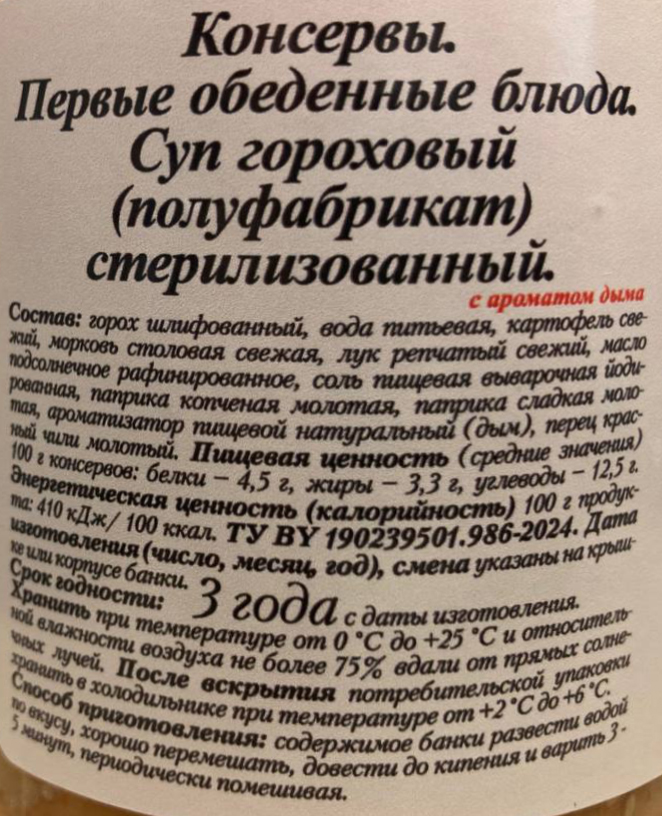 Консервы.
Первые обеденные блюда.
Суп гороховый
(полуфабрикат)
стерилизованный.
с ароматом дыма
Состав: горох шлифованный, вода питьевая, картофель све-
жий, морковь столовая свежая, лук репчатый свежий, масло
подсолнечное рафинированное, соль пищевая выварочная йоди-
рованная, паприка копченая молотая, паприка сладкая моло-
тая, ароматизатор пищевой натуральный (дым), перец крас-
ный чили молотый. Пищевая ценность (средние значения)
100 г консервов: белки – 4,5 г, жиры – 3,3 г, углеводы – 12,5 г.
Энергетическая ценность (калорийность) 100 г продук-
та: 410 кДж/ 100 ккал. ТУ BY 190239501.986-2024. Дата
изготовления (число, месяц, год), смена указаны на крыш-
ке или корпусе банки.
Срок годности: 3 года с даты изготовления.
Хранить при температуре от 0 °С до +25 °С и относитель-
ной влажности воздуха не более 75% вдали от прямых солне-
чных лучей. После вскрытия потребительской упаковки
хранить в холодильнике при температуре от +2 °С до +6 °С.
Способ приготовления: содержимое банки развести водой
по вкусу, хорошо перемешать, довести до кипения и варить 3-
5 минут, периодически помешивая.